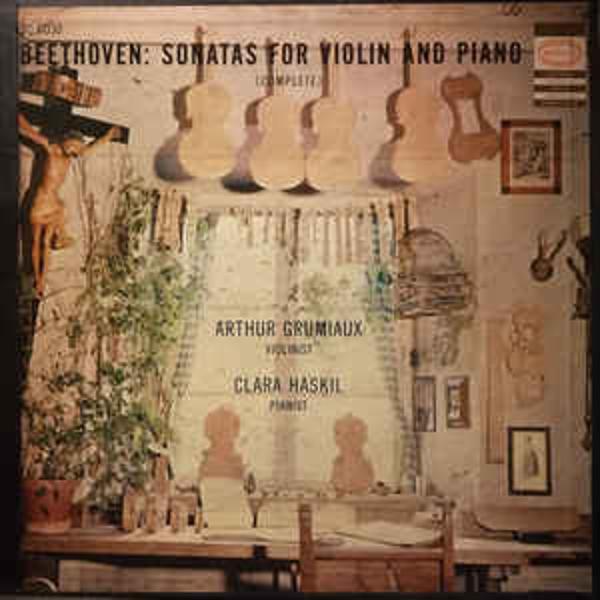 BEETHOVEN: SONATAS FOR VIOLIN AND PIANO
(COMPLETE)
ARTHUR GRUMIAUX
VIOLINIST
CLARA HASKIL
PIANIST